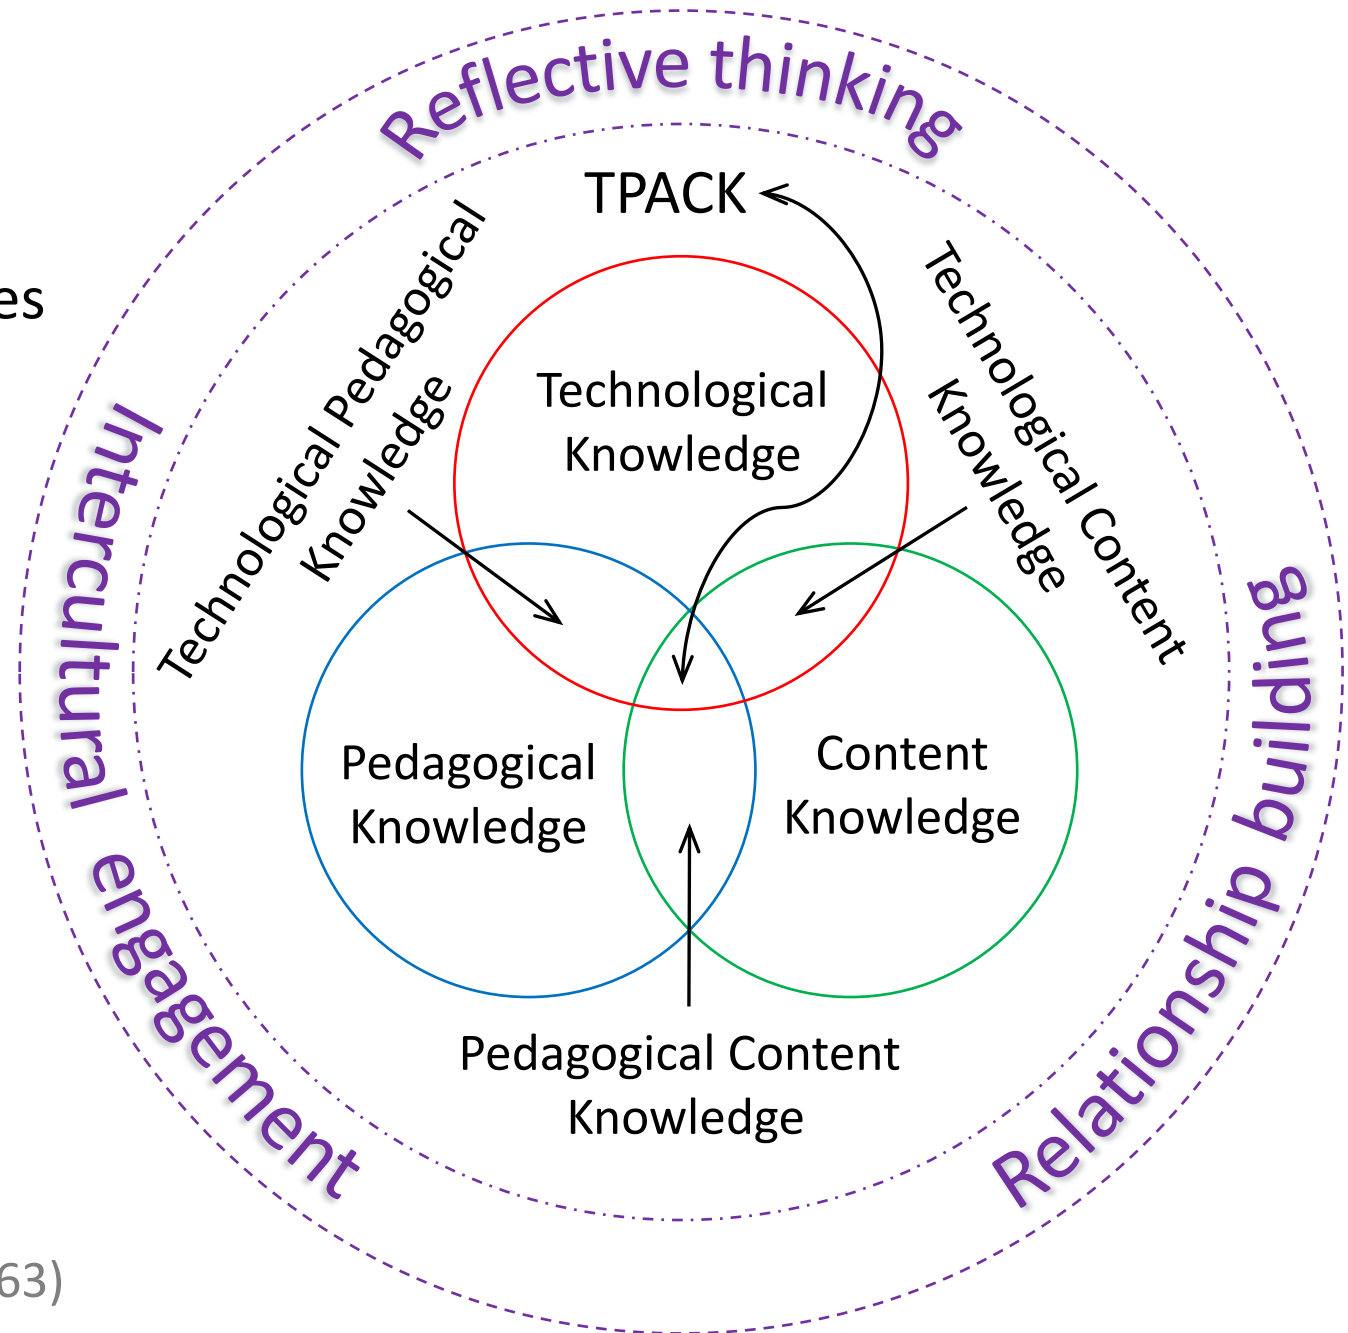 Reflective thinking
TPACK
Technological Pedagogical
Knowledge
Technological Content
Knowledge
es
Technological
Knowledge
Intercultural engagement
Relationship building
Pedagogical
Knowledge
Content
Knowledge
Pedagogical Content
Knowledge
63)